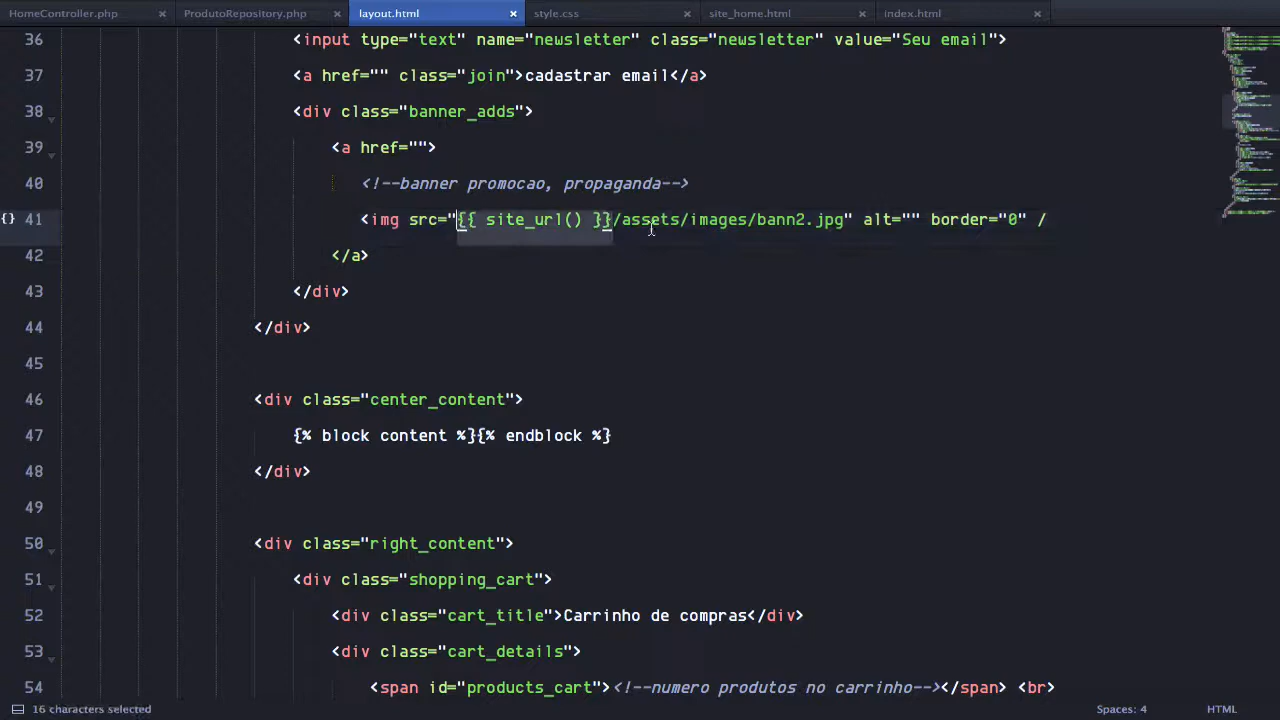 HomeController.php × ProdutoRepository.php × layout.html × style.css × site_home.html × index.html ×
36 <input type="text" name="newsletter" class="newsletter" value="Seu email">
37 <a href="" class="join">cadastrar email</a>
38 <div class="banner_adds">
39 <a href="">
40 <!--banner promocao, propaganda-->
{} 41 <img src="{{ site_url() }}/assets/images/bann2.jpg" alt="" border="0" /
42 </a>
43 </div>
44 </div>
45
46 <div class="center_content">
47 {% block content %}{% endblock %}
48 </div>
49
50 <div class="right_content">
51 <div class="shopping_cart">
52 <div class="cart_title">Carrinho de compras</div>
53 <div class="cart_details">
54 <span id="products_cart"><!--numero produtos no carrinho--></span> <br>
16 characters selected Spaces: 4 HTML